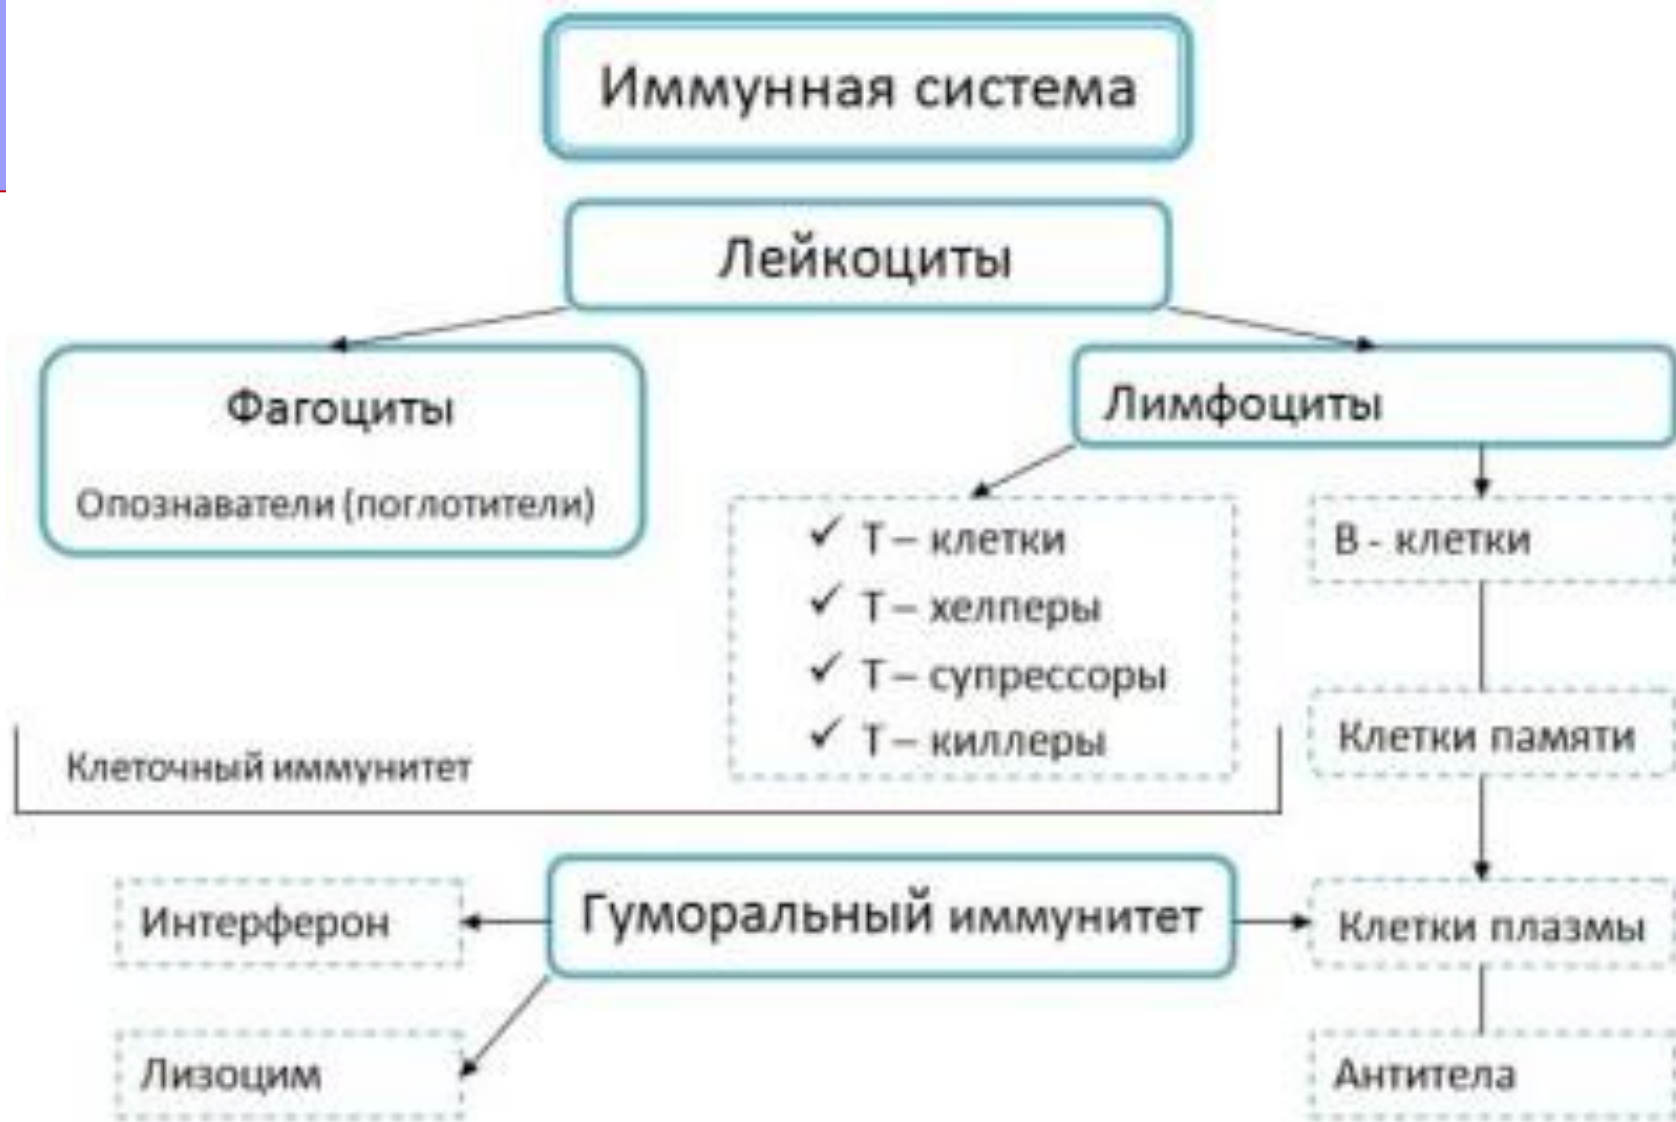 Иммунная система
Лейкоциты
Фагоциты
Опознаватели (поглотители)
Лимфоциты
Т – клетки
Т – хелперы
Т – супрессоры
Т – киллеры
В - клетки
Клетки памяти
Клеточный иммунитет
Гуморальный иммунитет
Интерферон
Лизоцим
Клетки плазмы
Антитела